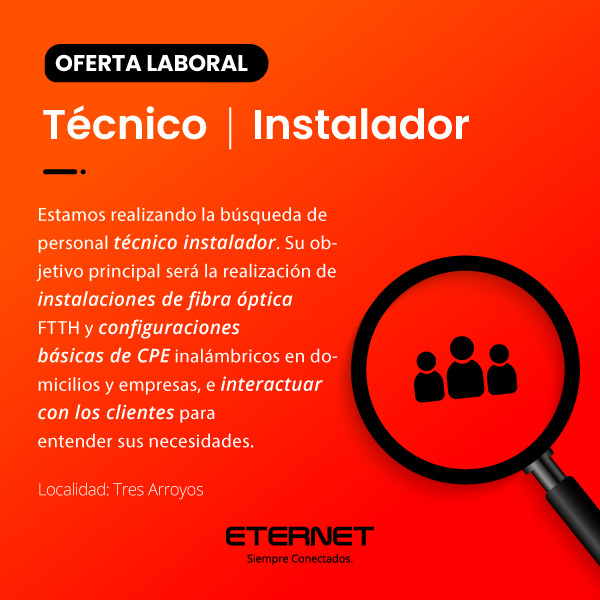 OFERTA LABORAL
Técnico | Instalador
Estamos realizando la búsqueda de
personal técnico instalador. Su ob-
jetivo principal será la realización de
instalaciones de fibra óptica
FTTH y configuraciones
básicas de CPE inalámbricos en do-
micilios y empresas, e interactuar
con los clientes para
entender sus necesidades.
Localidad: Tres Arroyos
ETERNET
Siempre Conectados.